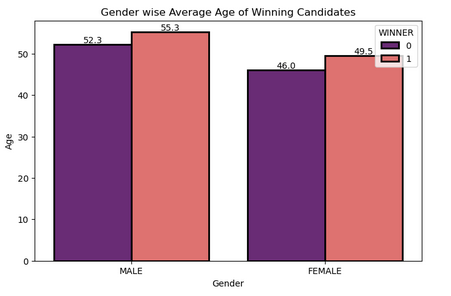 Gender wise Average Age of Winning Candidates
WINNER
0
1
52.3
55.3
46.0
49.5
Age
50
40
30
20
10
0
MALE
FEMALE
Gender